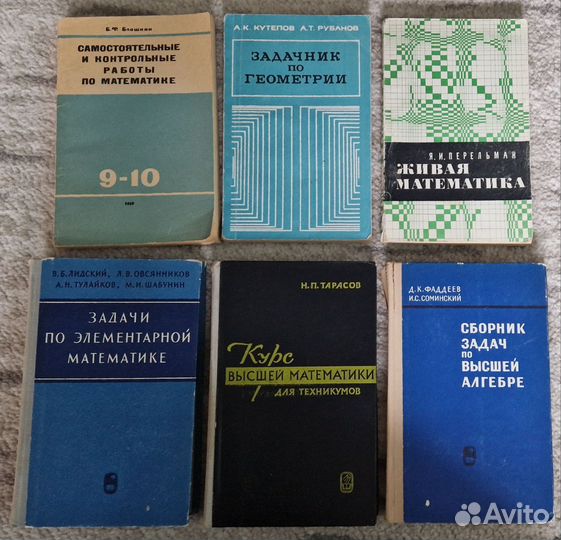 Самостоятельные
и контрольные
работы
по математике
9-10
А.К. КУТЕПОВ А.Т. РУБАНОВ
ЗАДАЧНИК
ПО
ГЕОМЕТРИИ
Я.И.ПЕРЕЛЬМАН
ЖИВАЯ
МАТЕМАТИКА
В.Б.ЛИДСКИЙ, Л.В.ОВСЯННИКОВ
А.Н.ТУЛАЙКОВ, М.И.ШАБУНИН
ЗАДАЧИ
ПО ЭЛЕМЕНТАРНОЙ
МАТЕМАТИКЕ
Н.П.ТАРАСОВ
Курс
ВЫСШЕЙ МАТЕМАТИКИ
ДЛЯ ТЕХНИКУМОВ
Д.К.ФАДДЕЕВ
И.С.СОМИНСКИЙ
СБОРНИК
ЗАДАЧ
ПО
ВЫСШЕЙ
АЛГЕБРЕ
Avito